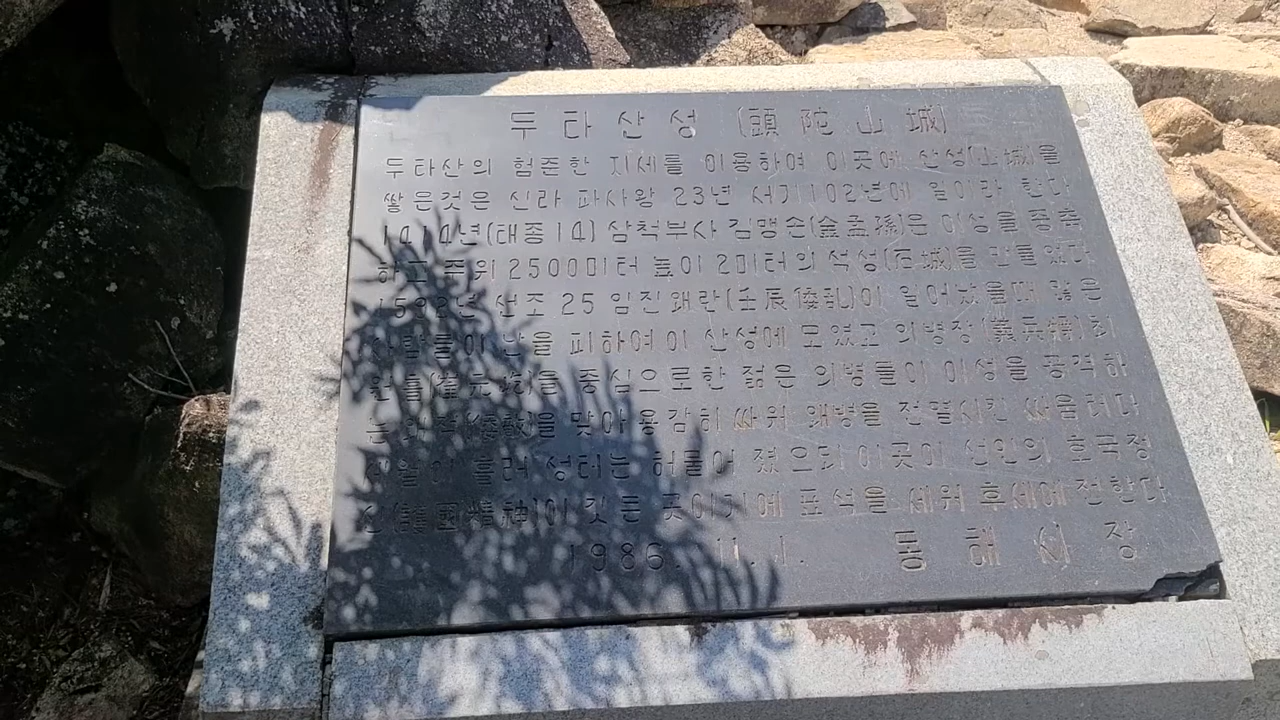 두타산성 (頭陀山城)
두타산의 험준한 지세를 이용하여 이곳에 산성(山城)을
쌓은것은 신라 파사왕 23년 서기102년에 일이라 한다
1414년(태종14) 삼척부사 김맹손(金孟孫)은 이성을 증축
하고 주위 2500미터 높이 2미터의 석성(石城)을 만들었다
1592년 선조 25 임진왜란(壬辰倭乱)이 일어났을때 많은
사람들이 난을 피하여 이 산성에 모였고 의병장(義兵將)최
원흘(崔元屹)을 중심으로한 젊은 의병들이 이성을 공격하
는 왜적(倭敵)을 맞아 용감히 싸워 왜병을 전멸시킨 싸움터다
세월이 흘러 성터는 허물어 졌으되 이곳이 선인의 호국정
신(護國精神)이 깃든 곳이기에 표석을 세워 후세에 전한다
1986. 11. 1. 동해시장